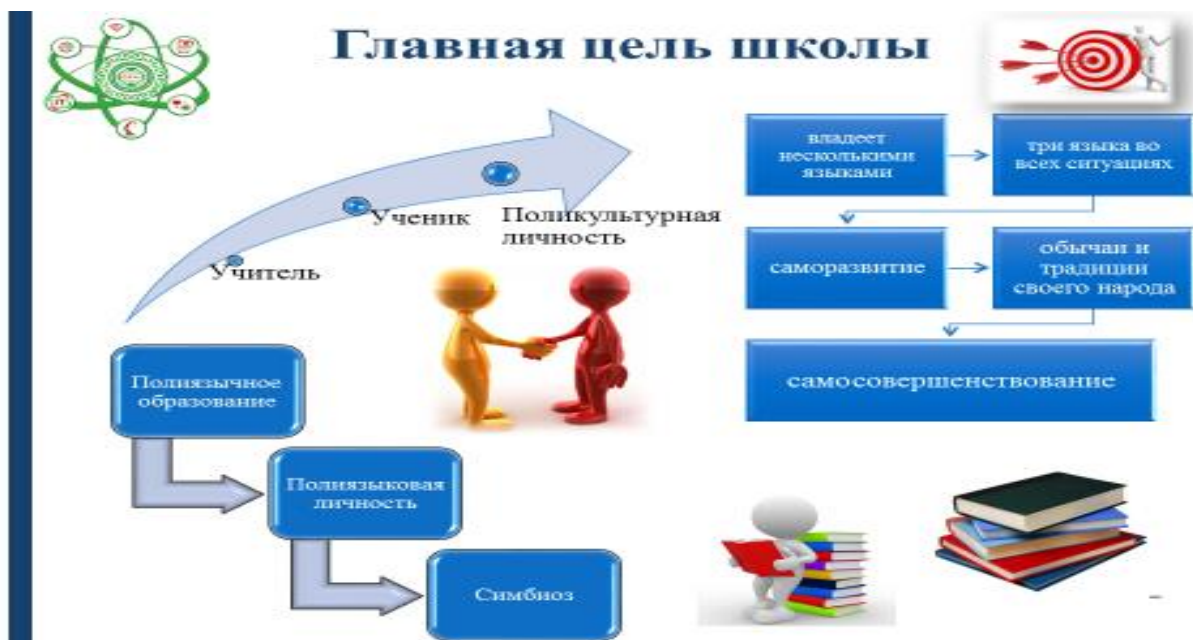 Главная цель школы
владеет
несколькими
языками
три языка во
всех ситуациях
Ученик
Поликультурная
личность
Учитель
саморазвитие
обычаи и
традиции
своего народа
самосовершенствование
Полиязычное
образование
Полиязыковая
личность
Симбиоз